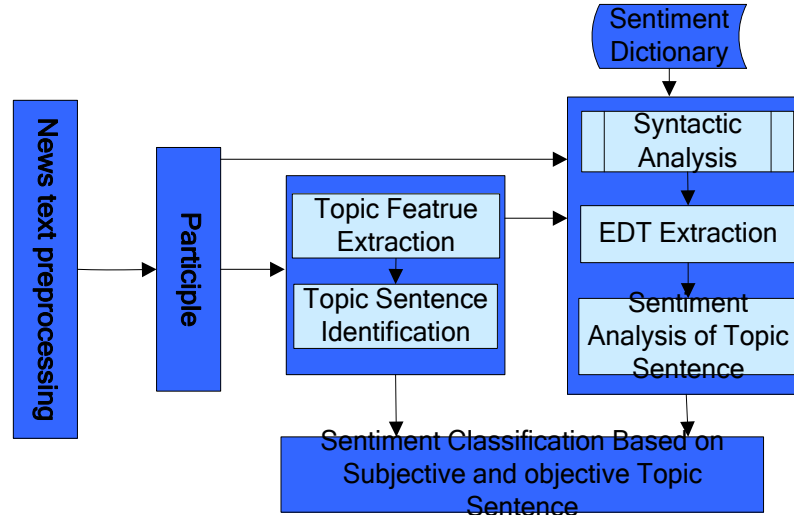 Sentiment
Dictionary
News text preprocessing
Participle
Topic Featrue
Extraction
Topic Sentence
Identification
Syntactic
Analysis
EDT Extraction
Sentiment
Analysis of Topic
Sentence
Sentiment Classification Based on
Subjective and objective Topic
Sentence